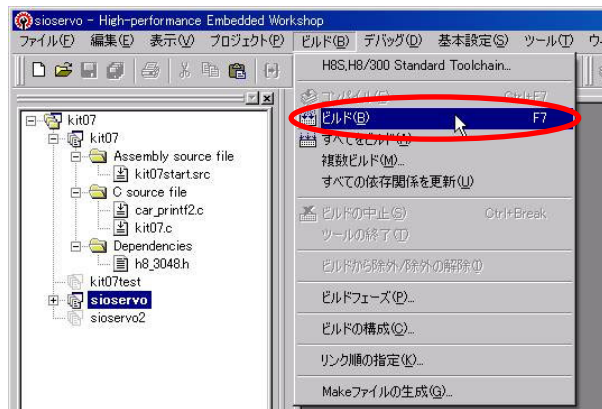 sioservo - High-performance Embedded Workshop
ファイル(F) 編集(E) 表示(V) プロジェクト(P) ビルド(B) デバッグ(D) 基本設定(S) ツール(T)
H8S,H8/300 Standard Toolchain...
コンパイル(F) Ctrl+F7
ビルド(B) F7
すべてをビルド(A)
複数ビルド(M)...
すべての依存関係を更新(U)
ビルドの中止(S) Ctrl+Break
ツールの終了(T)
ビルドから除外/除外の解除(I)
ビルドフェーズ(P)...
ビルドの構成(C)...
リンク順の指定(K)...
Makeファイルの生成(G)...
kit07
kit07
Assembly source file
kit07start.src
C source file
car_printf2.c
kit07.c
Dependencies
h8_3048.h
kit07test
sioservo
sioservo2